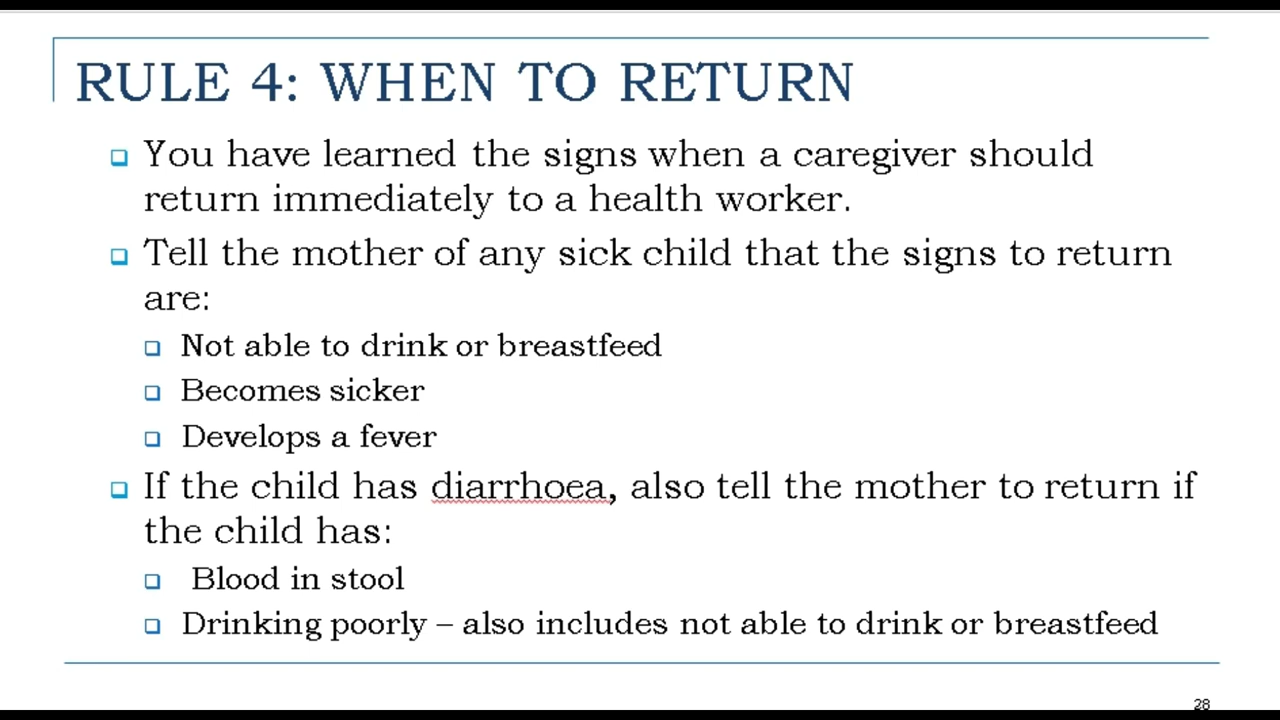 RULE 4: WHEN TO RETURN
You have learned the signs when a caregiver should
return immediately to a health worker.
Tell the mother of any sick child that the signs to return
are:
Not able to drink or breastfeed
Becomes sicker
Develops a fever
If the child has diarrhoea, also tell the mother to return if
the child has:
Blood in stool
Drinking poorly – also includes not able to drink or breastfeed
28